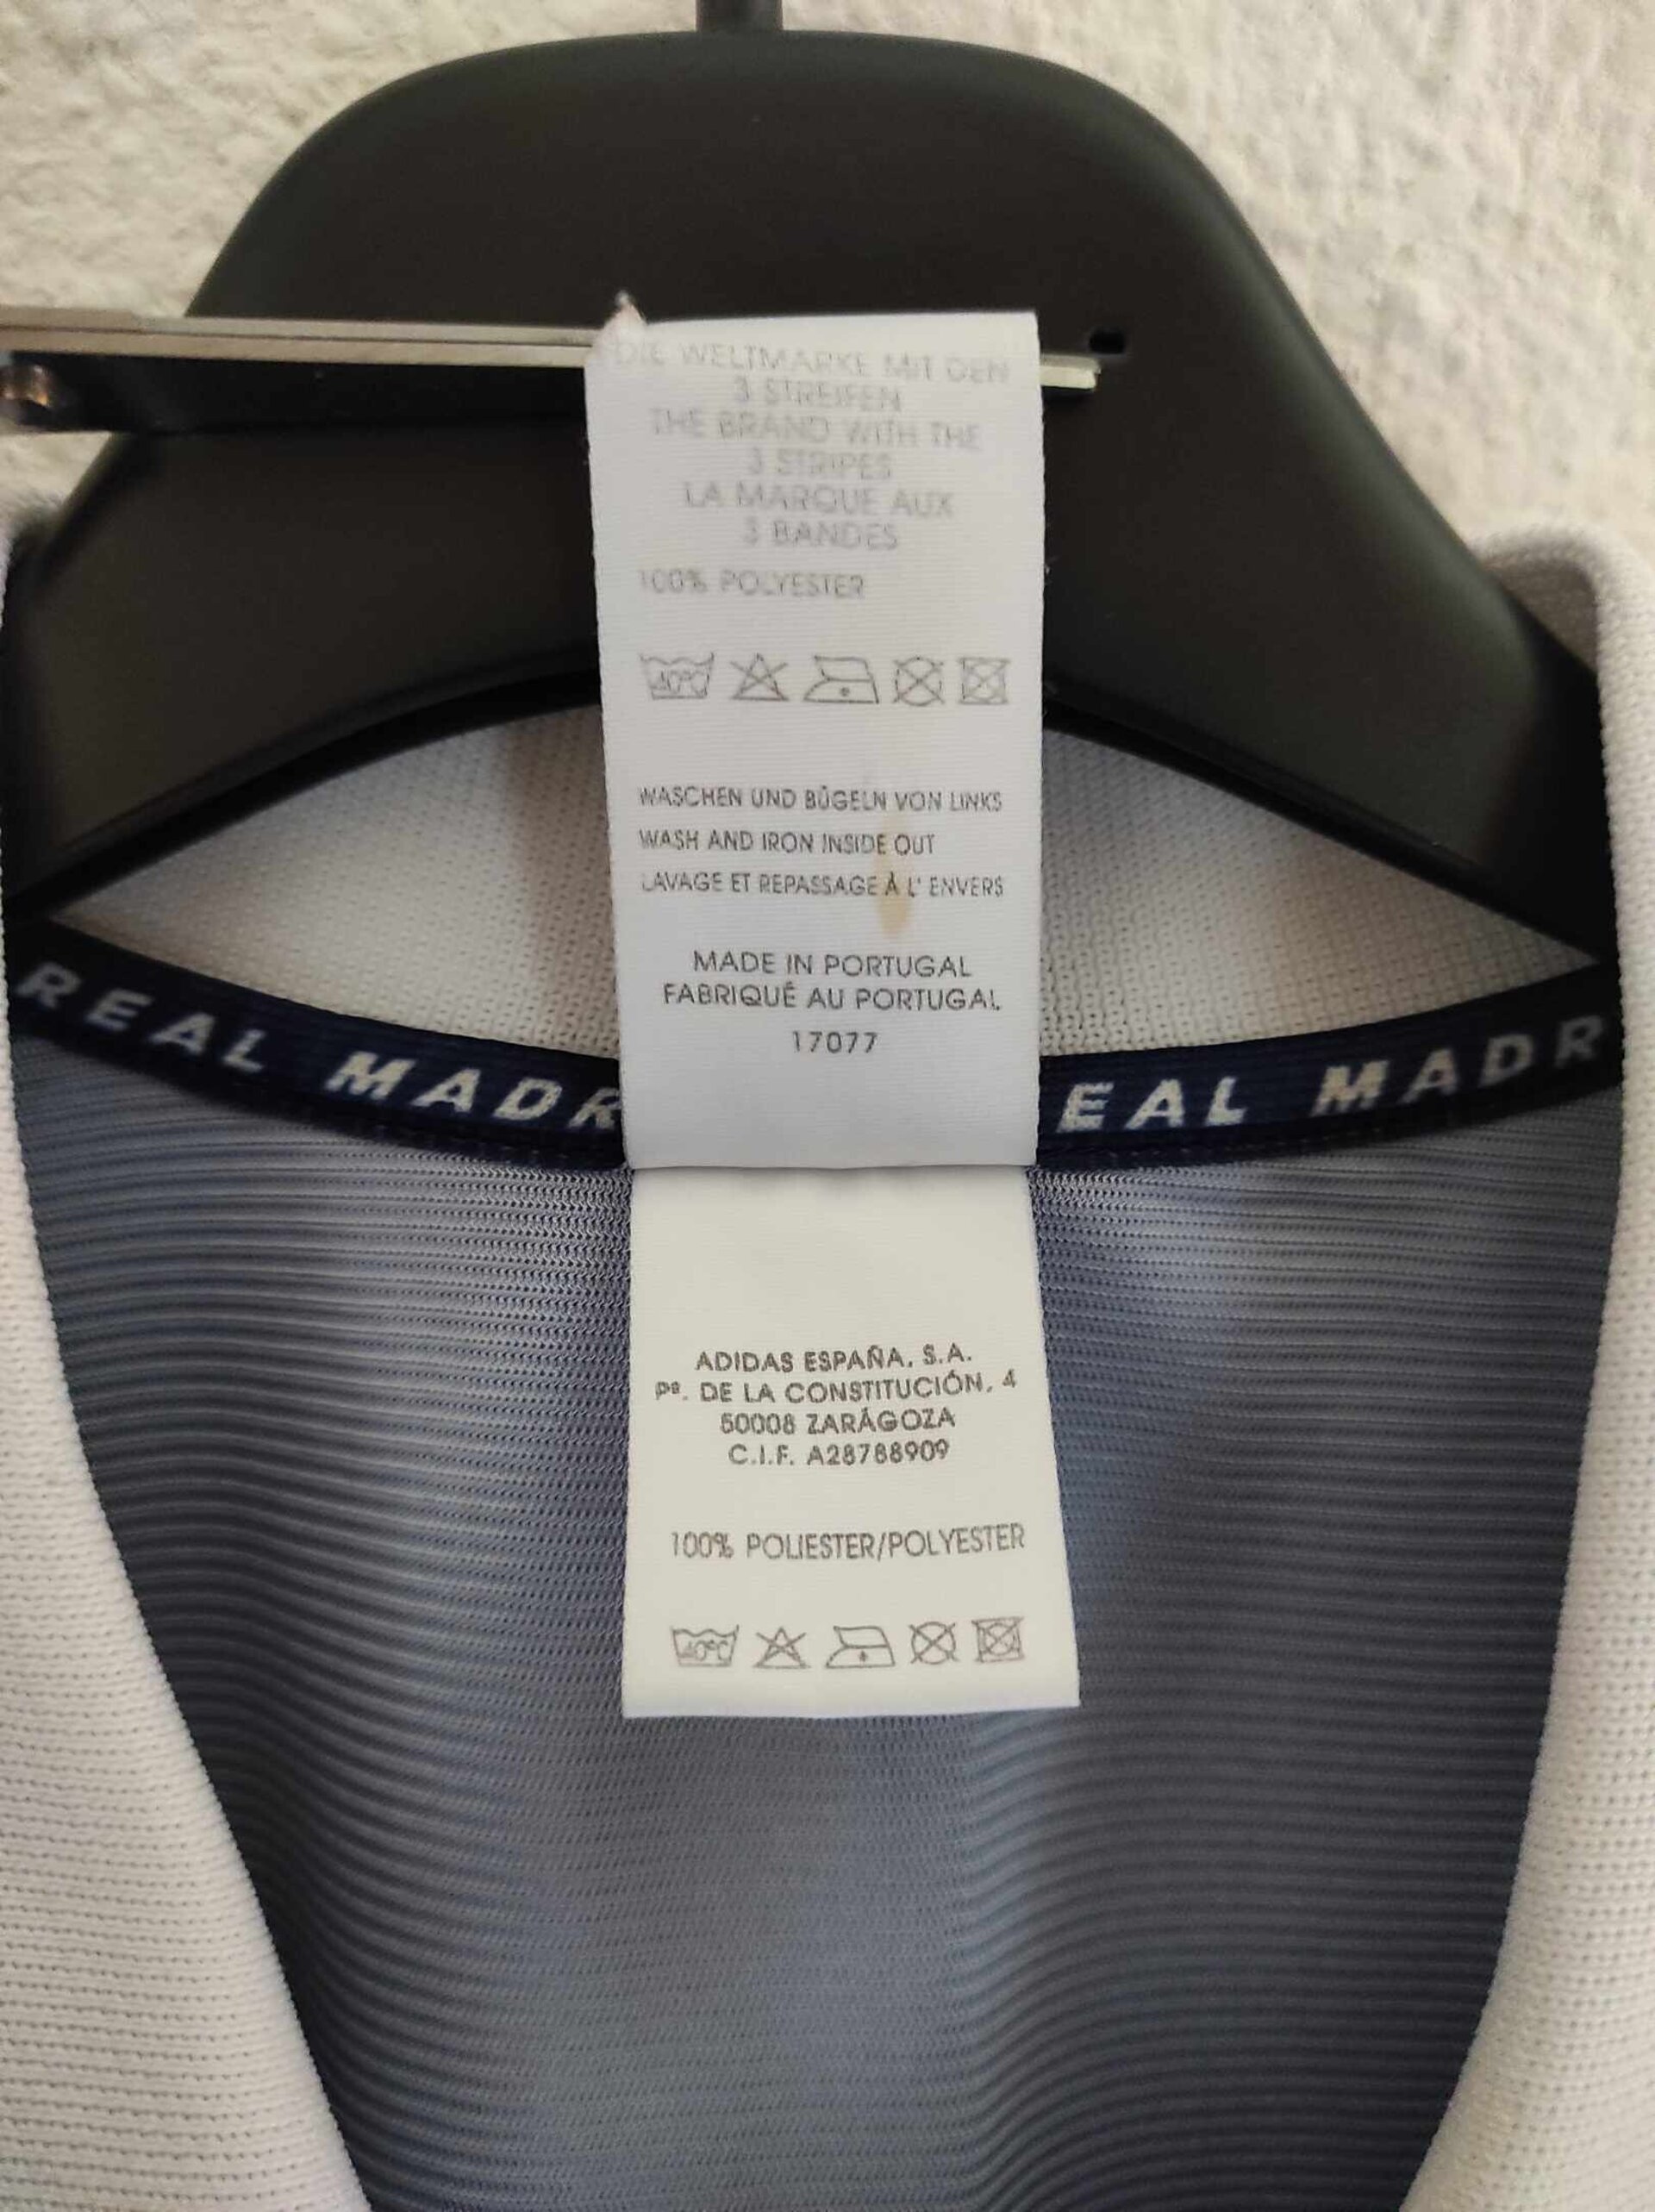 DIE WELTMARKE MIT DEN
3 STREIFEN
THE BRAND WITH THE
3 STRIPES
LA MARQUE AUX
3 BANDES
100% POLYESTER
40°C
WASCHEN UND BÜGELN VON LINKS
WASH AND IRON INSIDE OUT
LAVAGE ET REPASSAGE À L' ENVERS
MADE IN PORTUGAL
FABRIQUÉ AU PORTUGAL
17077
REAL MADR EAL MADR
ADIDAS ESPAÑA, S.A.
Pº. DE LA CONSTITUCIÓN, 4
50008 ZARÁGOZA
C.I.F. A28788909
100% POLIESTER/POLYESTER
40°C